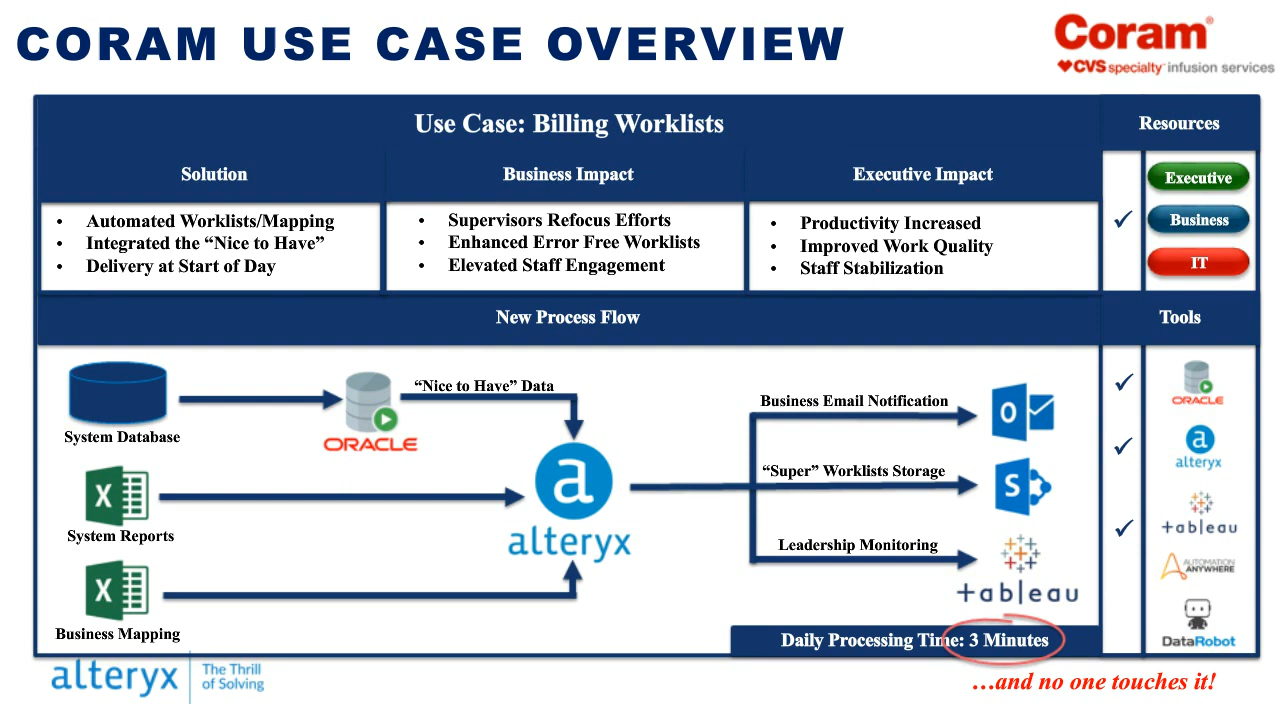 CORAM USE CASE OVERVIEW
Coram®
CVS specialty™ infusion services
Use Case: Billing Worklists
Resources
Solution
Business Impact
Executive Impact
• Automated Worklists/Mapping
• Integrated the “Nice to Have”
• Delivery at Start of Day
• Supervisors Refocus Efforts
• Enhanced Error Free Worklists
• Elevated Staff Engagement
• Productivity Increased
• Improved Work Quality
• Staff Stabilization
✓
Executive
Business
IT
New Process Flow
Tools
System Database
ORACLE
“Nice to Have” Data
System Reports
Business Mapping
a
alteryx
Business Email Notification
“Super” Worklists Storage
Leadership Monitoring
O
S
+ a b | e a u
Daily Processing Time: 3 Minutes
✓
ORACLE
✓
a
alteryx
✓
+ a b | e a u
AUTOMATION
ANYWHERE
DataRobot
alteryx
The Thrill
of Solving
…and no one touches it!